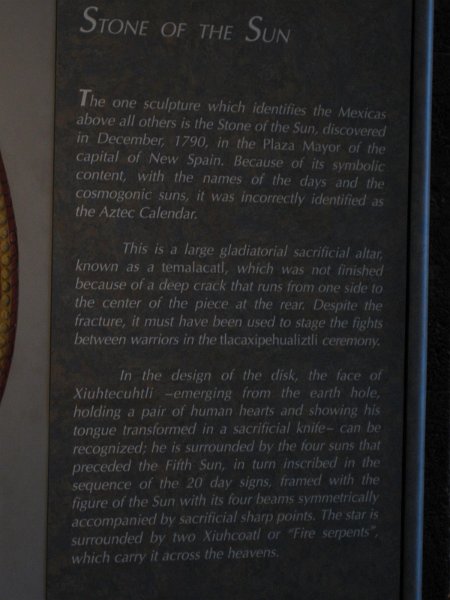 STONE OF THE SUN
The one sculpture which identifies the Mexicas
above all others is the Stone of the Sun, discovered
in December, 1790, in the Plaza Mayor of the
capital of New Spain. Because of its symbolic
content, with the names of the days and the
cosmogonic suns, it was incorrectly identified as
the Aztec Calendar.
This is a large gladiatorial sacrificial altar,
known as a temalacatl, which was not finished
because of a deep crack that runs from one side to
the center of the piece at the rear. Despite the
fracture, it must have been used to stage the fights
between warriors in the tlacaxipehualiztli ceremony.
In the design of the disk, the face of
Xiuhtecuhtli –emerging from the earth hole,
holding a pair of human hearts and showing his
tongue transformed in a sacrificial knife– can be
recognized; he is surrounded by the four suns that
preceded the Fifth Sun, in turn inscribed in the
sequence of the 20 day signs, framed with the
figure of the Sun with its four beams symmetrically
accompanied by sacrificial sharp points. The star is
surrounded by two Xiuhcoatl or "Fire serpents",
which carry it across the heavens.